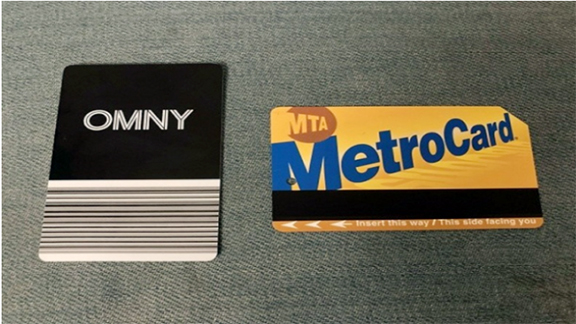 OMNY
MTA
MetroCard
Insert this way / This side facing you